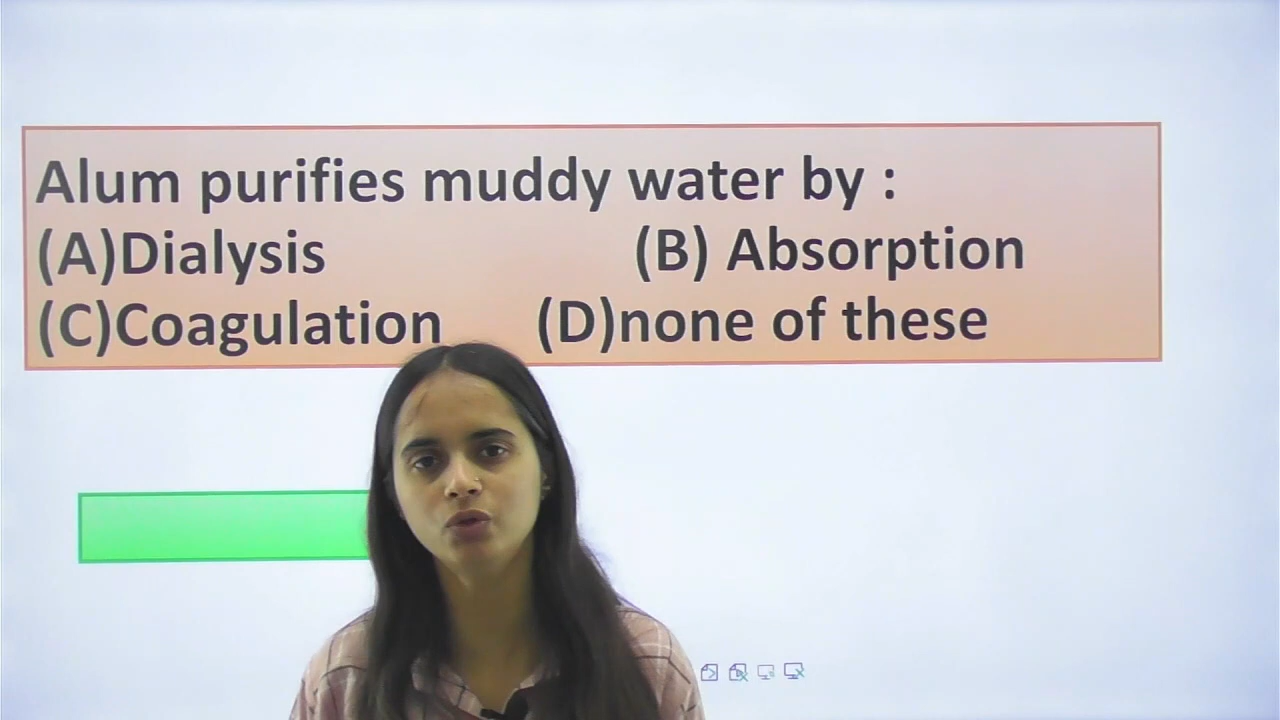 Alum purifies muddy water by :
(A)Dialysis (B) Absorption
(C)Coagulation (D)none of these